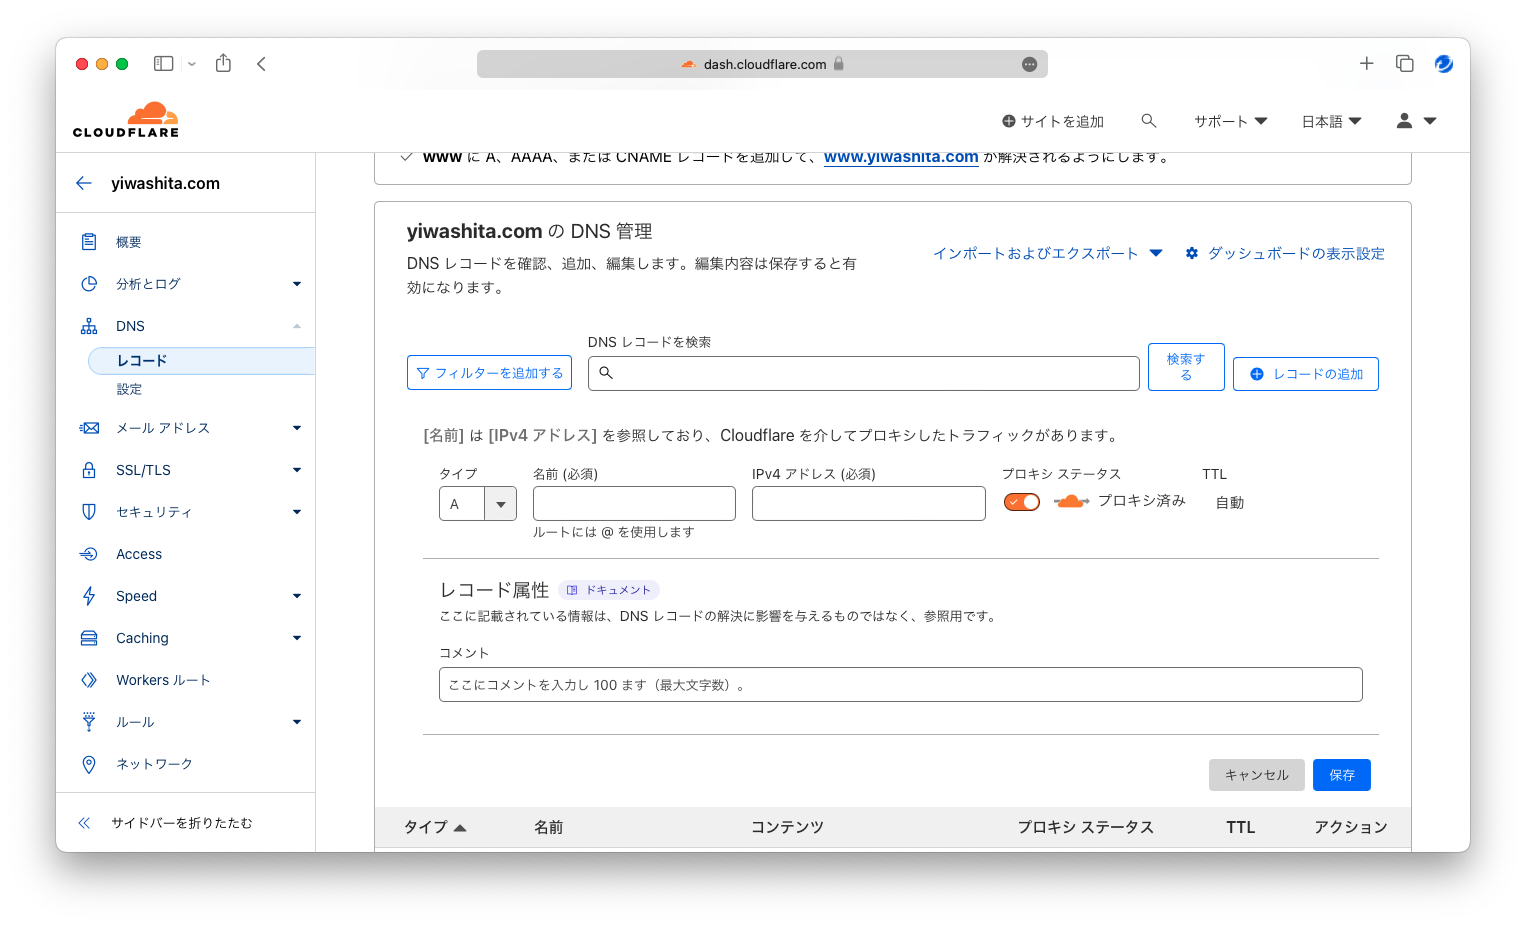 dash.cloudflare.com
CLOUDFLARE
サイトを追加
サポート
日本語
yiwashita.com
概要
分析とログ
DNS
レコード
設定
メール アドレス
SSL/TLS
セキュリティ
Access
Speed
Caching
Workers ルート
ルール
ネットワーク
サイドバーを折りたたむ
www に A、AAAA、または CNAME レコードを追加して、www.yiwashita.com が解決されるようにします。
yiwashita.com の DNS 管理
DNS レコードを確認、追加、編集します。編集内容は保存すると有
効になります。
インポートおよびエクスポート
ダッシュボードの表示設定
フィルターを追加する
DNS レコードを検索
検索す
る
レコードの追加
[名前] は [IPv4 アドレス] を参照しており、Cloudflare を介してプロキシしたトラフィックがあります。
タイプ
A
名前 (必須)
ルートには @ を使用します
IPv4 アドレス (必須)
プロキシ ステータス
プロキシ済み
TTL
自動
レコード属性
ドキュメント
ここに記載されている情報は、DNS レコードの解決に影響を与えるものではなく、参照用です。
コメント
ここにコメントを入力し 100 ます（最大文字数）。
キャンセル
保存
タイプ
名前
コンテンツ
プロキシ ステータス
TTL
アクション